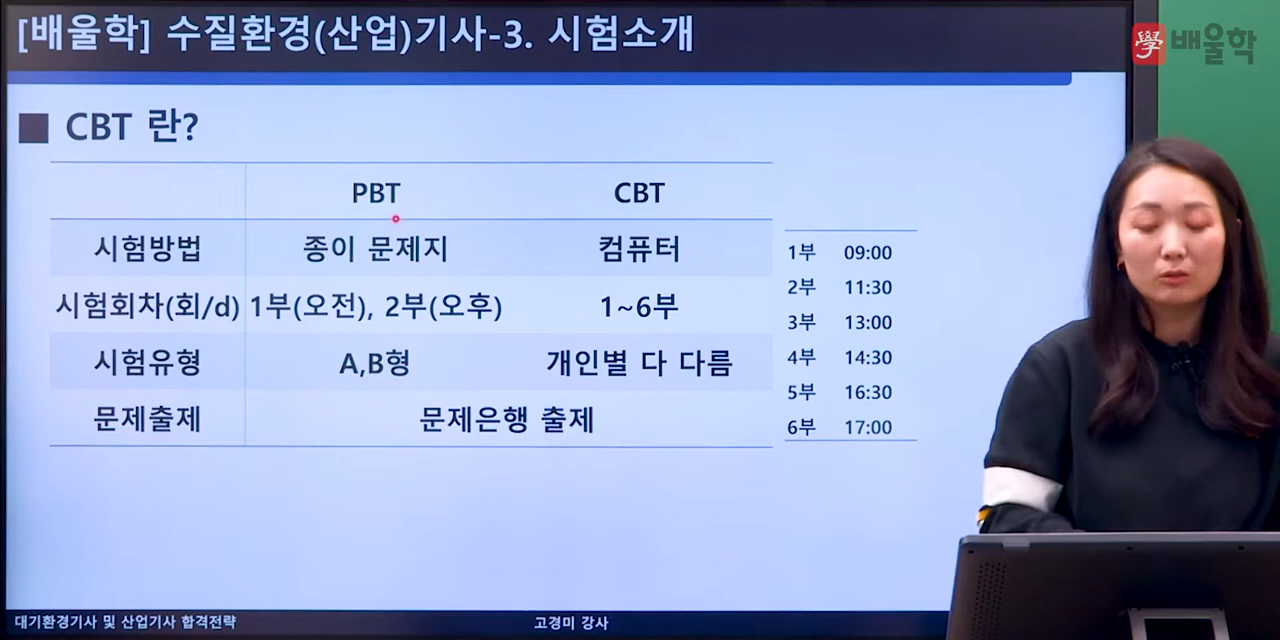 [배울학] 수질환경(산업)기사-3. 시험소개
學 배울학
CBT 란?
PBT CBT
시험방법 종이 문제지 컴퓨터
시험회차(회/d) 1부(오전), 2부(오후) 1~6부
시험유형 A,B형 개인별 다 다름
문제출제 문제은행 출제
1부 09:00
2부 11:30
3부 13:00
4부 14:30
5부 16:30
6부 17:00
대기환경기사 및 산업기사 합격전략
고경미 강사